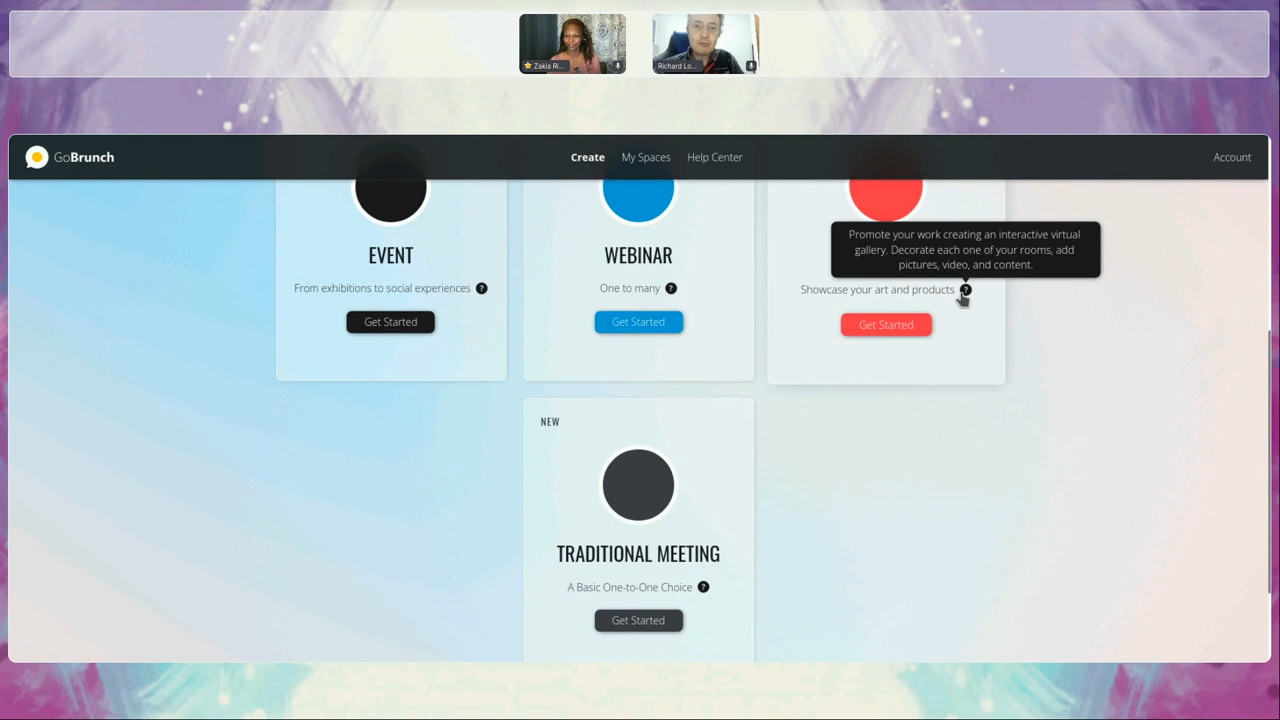 Zakia Ri...
Richard Lo...
GoBrunch
Create
My Spaces
Help Center
Account
EVENT
From exhibitions to social experiences ?
Get Started
WEBINAR
One to many ?
Get Started
Promote your work creating an interactive virtual
gallery. Decorate each one of your rooms, add
pictures, video, and content.
Showcase your art and products ?
Get Started
NEW
TRADITIONAL MEETING
A Basic One-to-One Choice ?
Get Started